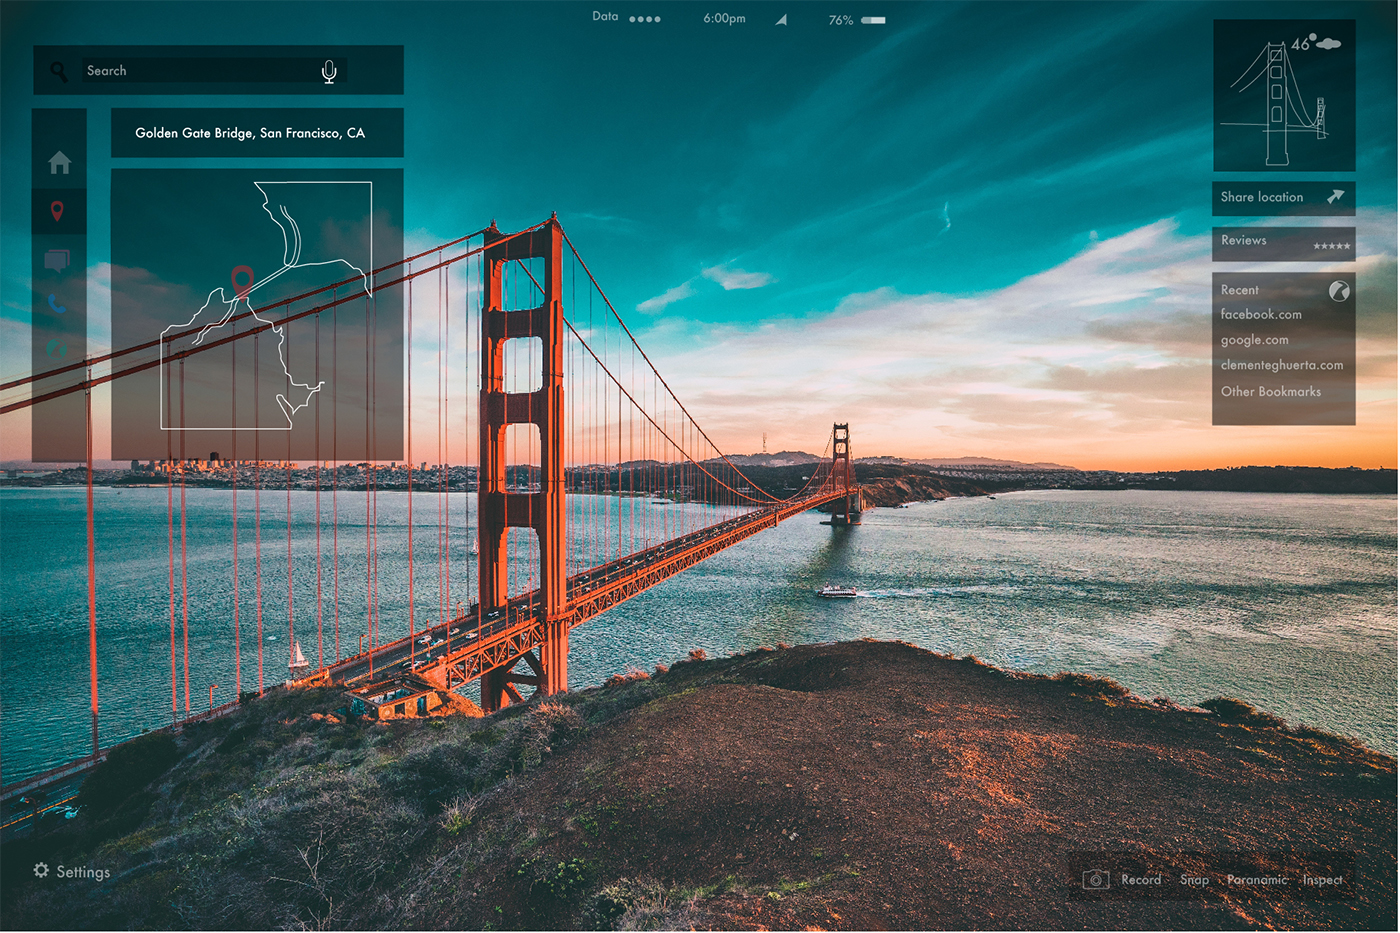 Data
6:00pm
76%
46°
Search
Golden Gate Bridge, San Francisco, CA
Share location
Reviews
Recent
facebook.com
google.com
clementeghuerta.com
Other Bookmarks
Settings
Record Snap Paranamic Inspect